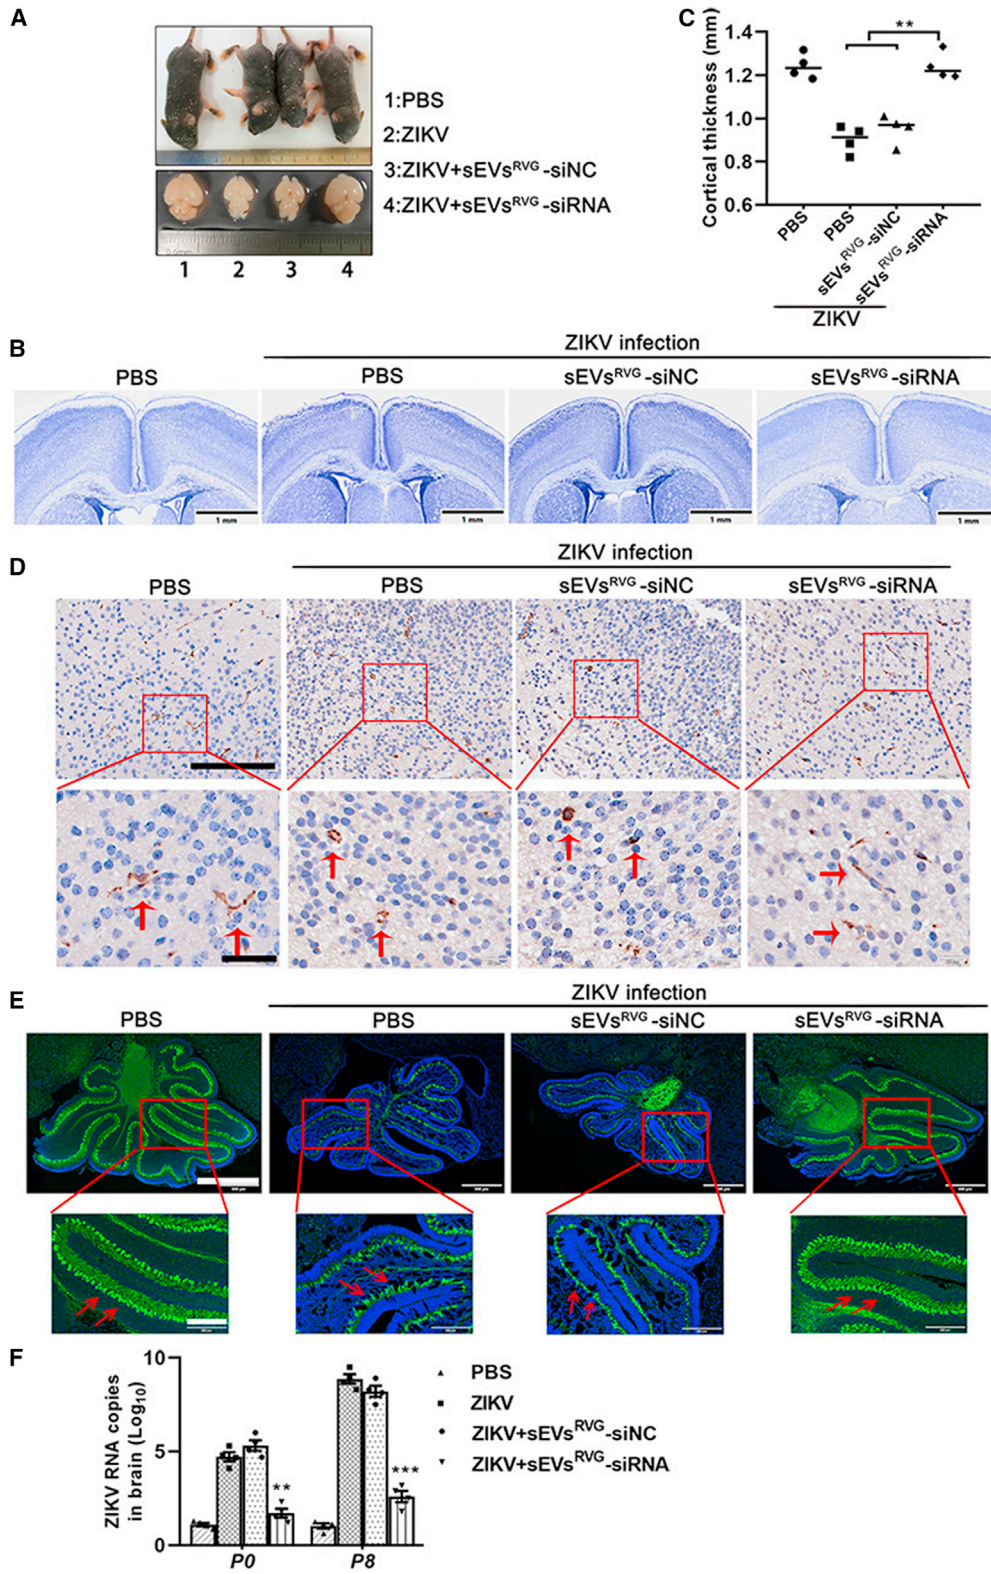 A
1:PBS
2:ZIKV
3:ZIKV+sEVsRVG-siNC
4:ZIKV+sEVsRVG-siRNA
1 2 3 4
C
Cortical thickness (mm)
1.4
1.2
1.0
0.8
0.6
**
PBS
PBS
sEVsRVG-siNC
sEVsRVG-siRNA
ZIKV
B
ZIKV infection
PBS PBS sEVsRVG-siNC sEVsRVG-siRNA
1 mm 1 mm 1 mm 1 mm
D
ZIKV infection
PBS PBS sEVsRVG-siNC sEVsRVG-siRNA
E
ZIKV infection
PBS PBS sEVsRVG-siNC sEVsRVG-siRNA
F
ZIKV RNA copies
in brain (Log10)
10
5
0
**
***
P0 P8
PBS
ZIKV
ZIKV+sEVsRVG-siNC
ZIKV+sEVsRVG-siRNA